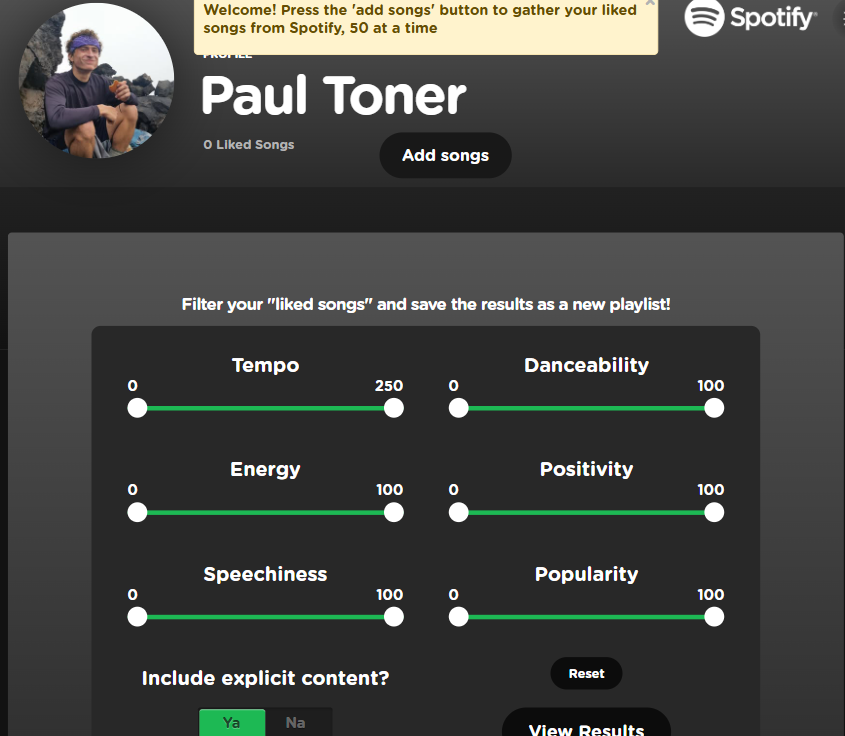 Welcome! Press the 'add songs' button to gather your liked
songs from Spotify, 50 at a time
×
Spotify®
PROFILE
Paul Toner
0 Liked Songs
Add songs
Filter your "liked songs" and save the results as a new playlist!
Tempo
0 250
Danceability
0 100
Energy
0 100
Positivity
0 100
Speechiness
0 100
Popularity
0 100
Include explicit content?
Ya Na
Reset
View Results